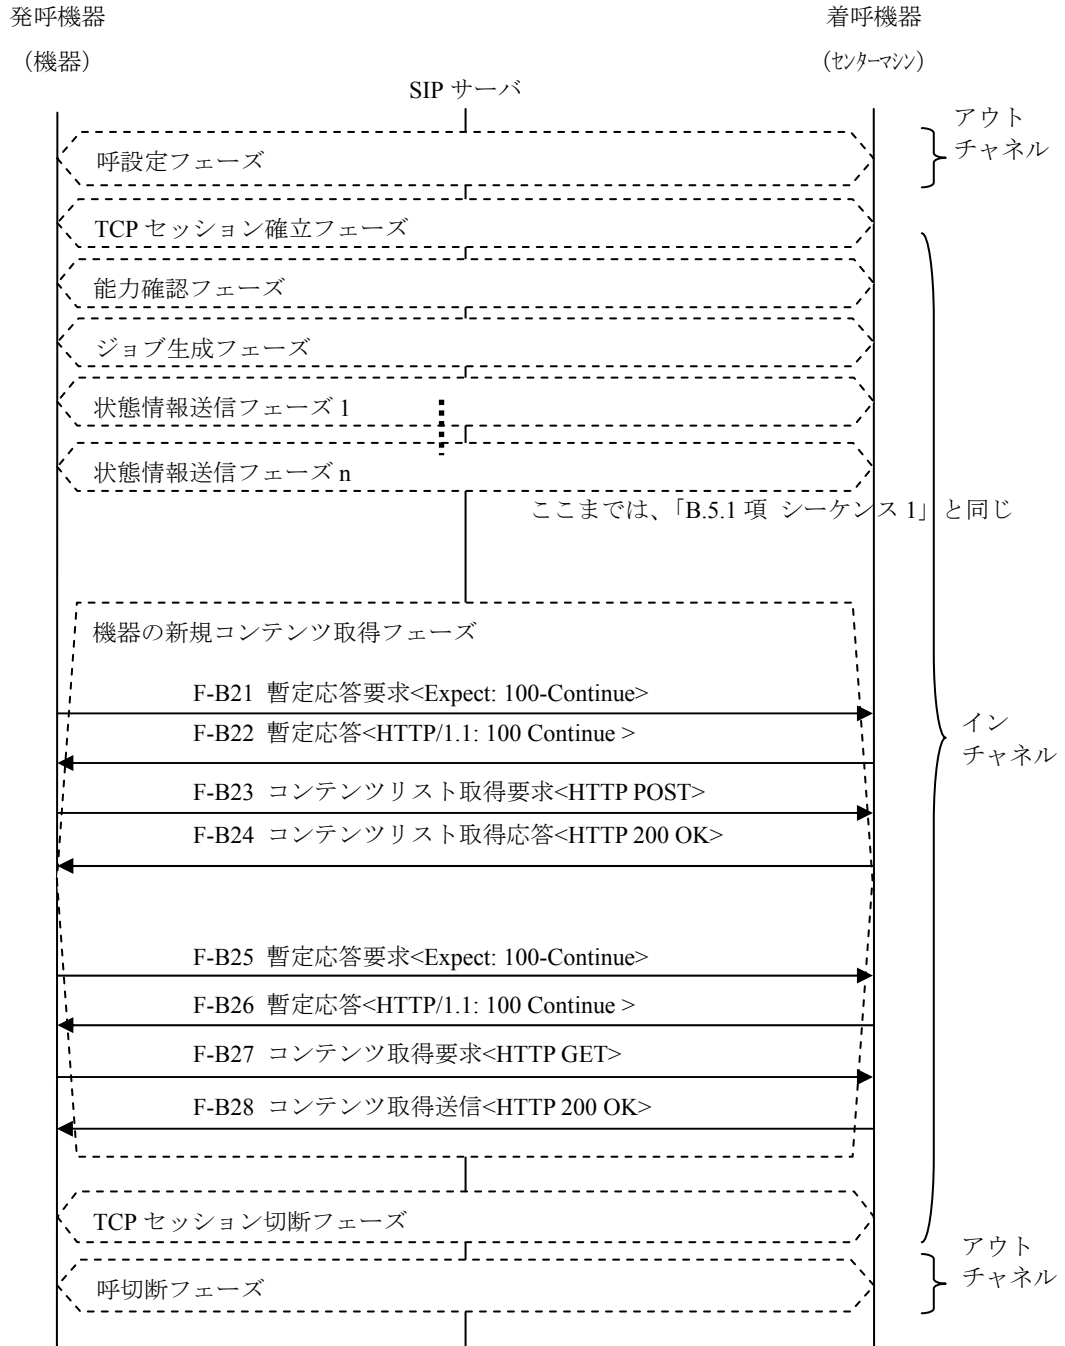 発呼機器
着呼機器
（機器）
（センターマシン）
SIP サーバ
アウト
チャネル
呼設定フェーズ
TCP セッション確立フェーズ
能力確認フェーズ
ジョブ生成フェーズ
状態情報送信フェーズ 1
状態情報送信フェーズ n
ここまでは、「B.5.1 項 シーケンス 1」と同じ
機器の新規コンテンツ取得フェーズ
F-B21 暫定応答要求<Expect: 100-Continue>
F-B22 暫定応答<HTTP/1.1: 100 Continue >
イン
チャネル
F-B23 コンテンツリスト取得要求<HTTP POST>
F-B24 コンテンツリスト取得応答<HTTP 200 OK>
F-B25 暫定応答要求<Expect: 100-Continue>
F-B26 暫定応答<HTTP/1.1: 100 Continue >
F-B27 コンテンツ取得要求<HTTP GET>
F-B28 コンテンツ取得送信<HTTP 200 OK>
TCP セッション切断フェーズ
アウト
チャネル
呼切断フェーズ